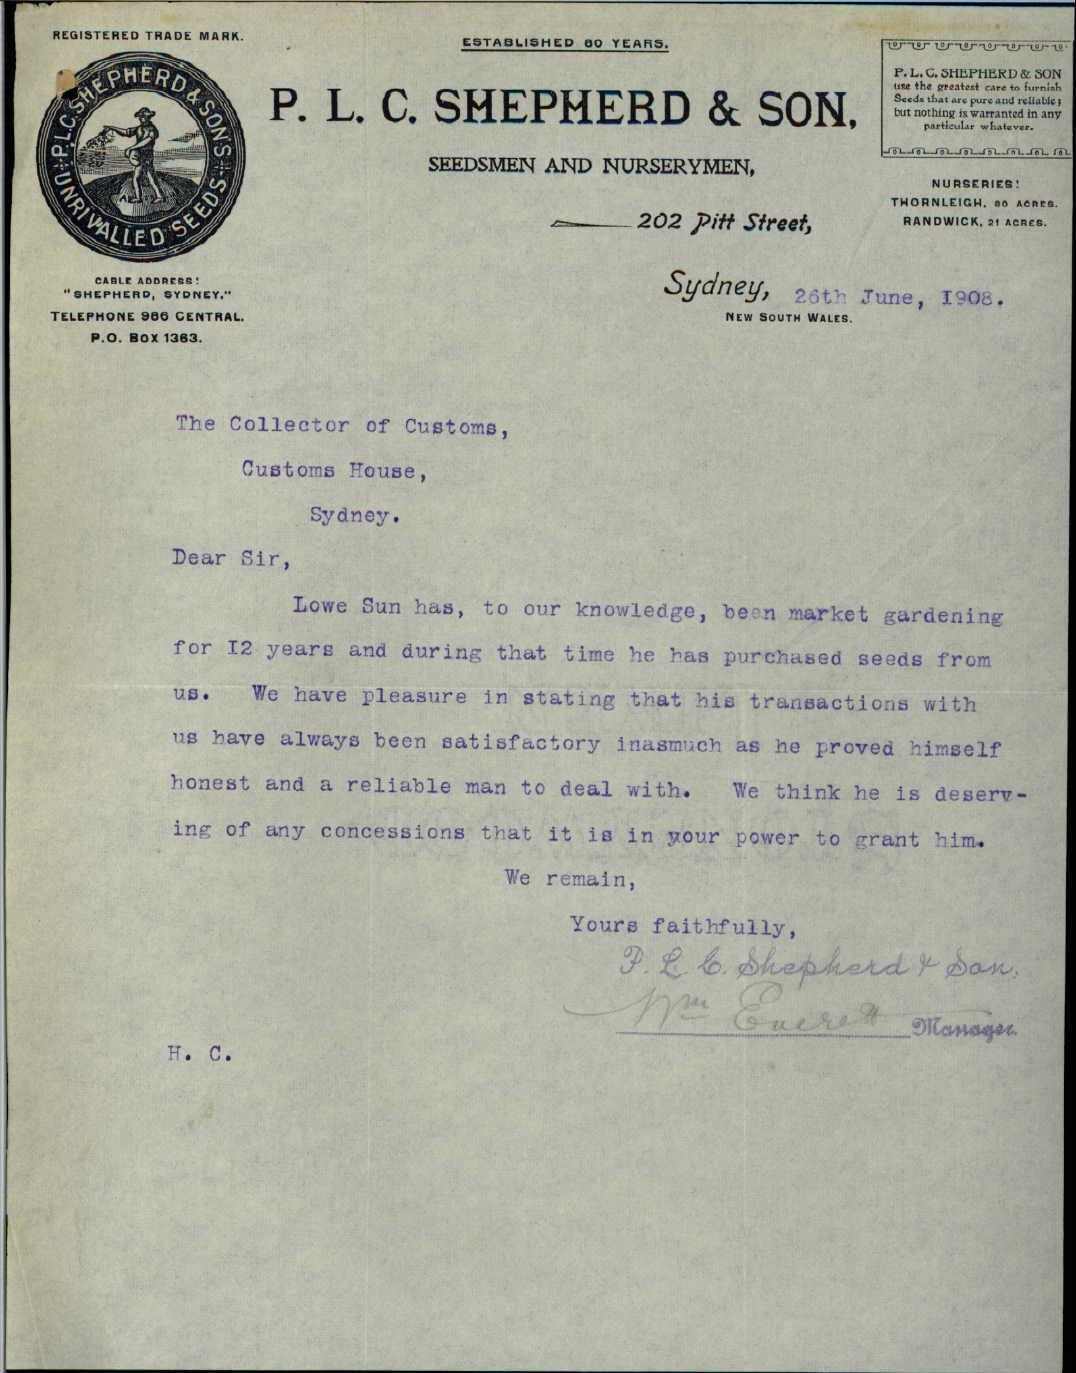 REGISTERED TRADE MARK.
P.L.C. SHEPHERD & SON'S
UNRIVALLED SEEDS
CABLE ADDRESS:
"SHEPHERD, SYDNEY."
TELEPHONE 986 CENTRAL.
P.O. BOX 1363.
ESTABLISHED 60 YEARS.
P. L. C. SHEPHERD & SON,
SEEDSMEN AND NURSERYMEN,
202 Pitt Street,
P. L. C. SHEPHERD & SON
use the greatest care to furnish
Seeds that are pure and reliable;
but nothing is warranted in any
particular whatever.
NURSERIES:
THORNLEIGH, 80 ACRES.
RANDWICK, 21 ACRES.
Sydney, 26th June, 1908.
NEW SOUTH WALES.
The Collector of Customs,
Customs House,
Sydney.
Dear Sir,
Lowe Sun has, to our knowledge, been market gardening
for 12 years and during that time he has purchased seeds from
us. We have pleasure in stating that his transactions with
us have always been satisfactory inasmuch as he proved himself
honest and a reliable man to deal with. We think he is deserv-
ing of any concessions that it is in your power to grant him.
We remain,
Yours faithfully,
P. L. C. Shepherd & Son.
Wm Everett Manager.
H. C.